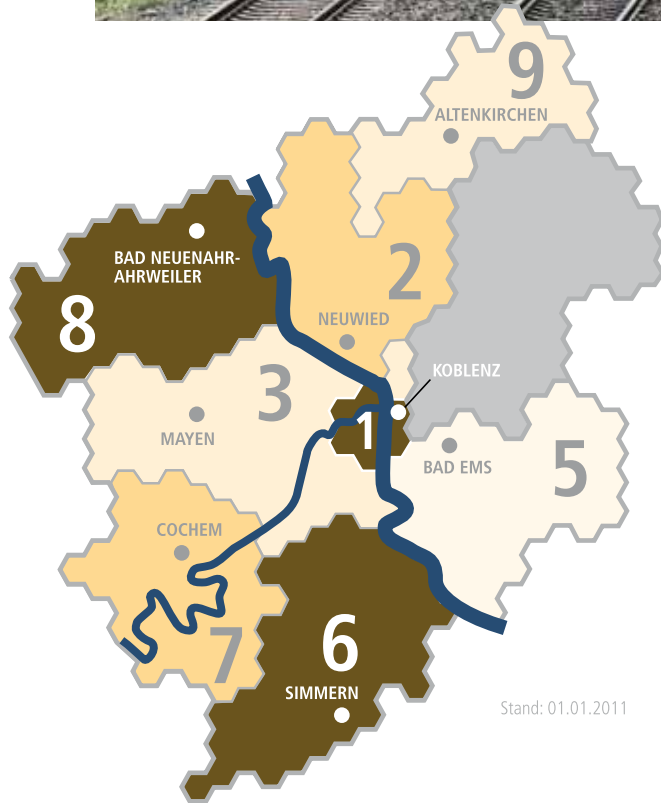 9
ALTENKIRCHEN
BAD NEUENAHR-
AHRWEILER
2
8
NEUWIED
3
KOBLENZ
1
MAYEN
BAD EMS
5
COCHEM
6
7
SIMMERN
Stand: 01.01.2011